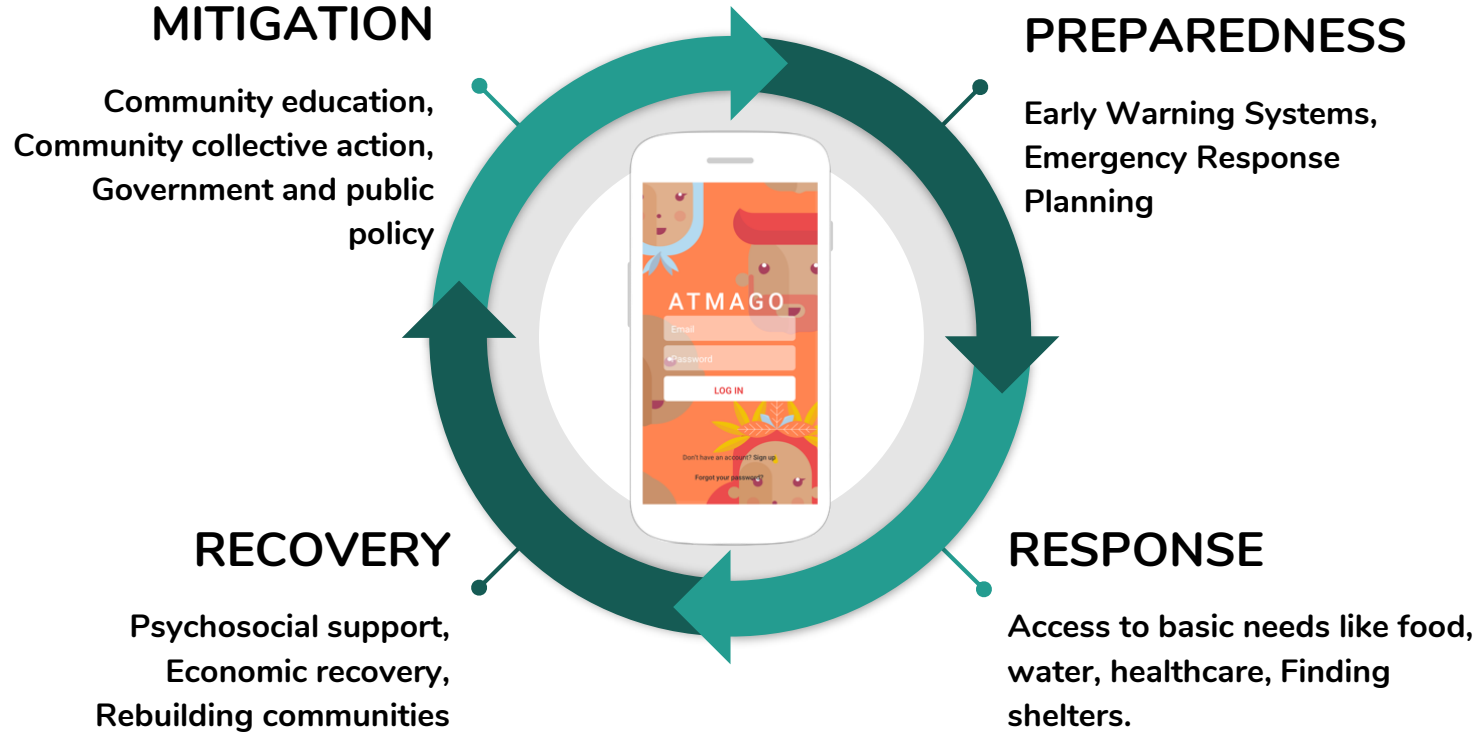 MITIGATION
Community education,
Community collective action,
Government and public
policy
PREPAREDNESS
Early Warning Systems,
Emergency Response
Planning
ATMAGO
Email
Password
LOG IN
Don't have an account? Sign up
Forgot your password?
RECOVERY
Psychosocial support,
Economic recovery,
Rebuilding communities
RESPONSE
Access to basic needs like food,
water, healthcare, Finding
shelters.